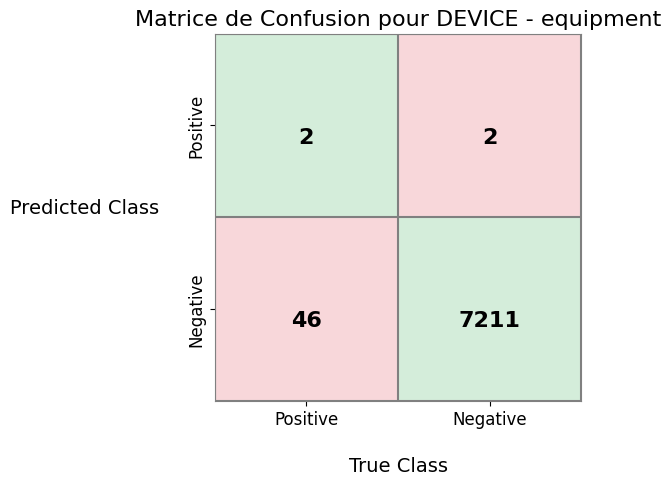 Matrice de Confusion pour DEVICE - equipment
Positive
2
2
Predicted Class
Negative
46
7211
Positive
Negative
True Class